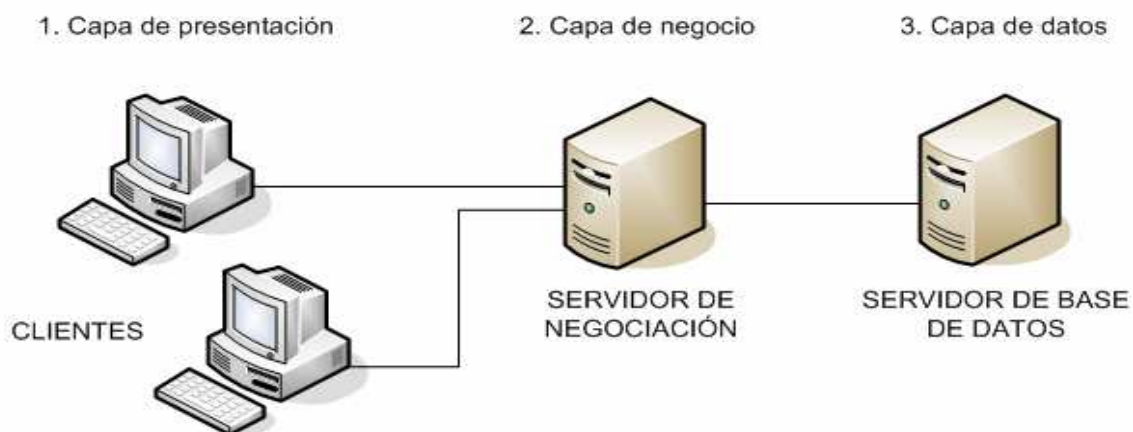 1. Capa de presentación
2. Capa de negocio
3. Capa de datos
CLIENTES
SERVIDOR DE
NEGOCIACIÓN
SERVIDOR DE BASE
DE DATOS